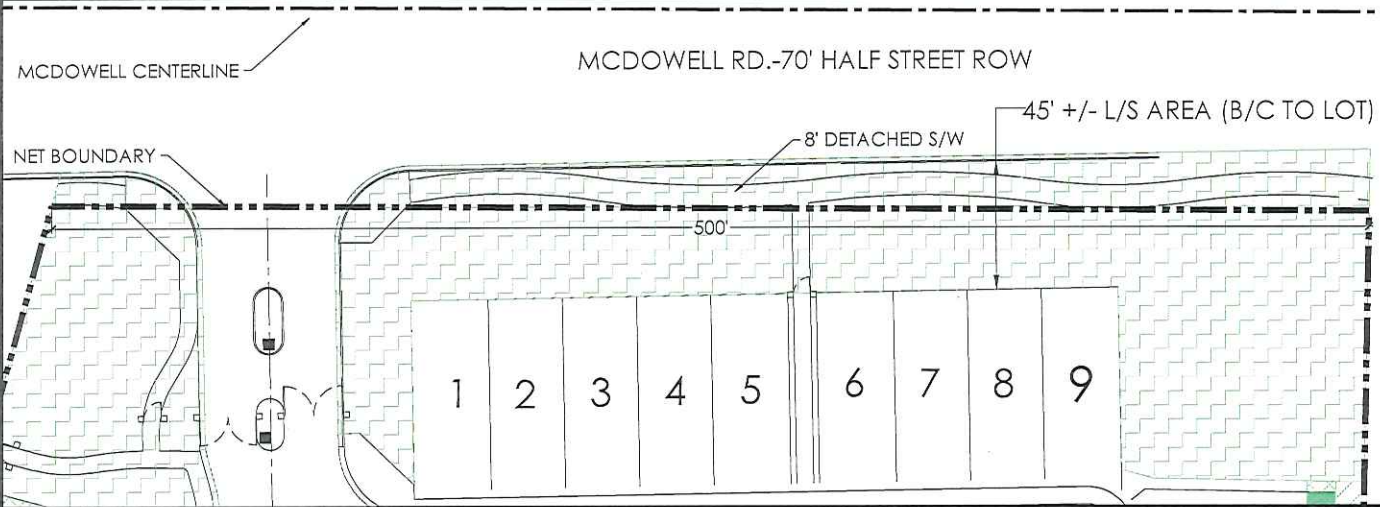 MCDOWELL CENTERLINE
MCDOWELL RD.-70' HALF STREET ROW
45' +/- L/S AREA (B/C TO LOT)
8' DETACHED S/W
NET BOUNDARY
500'
1 2 3 4 5 6 7 8 9